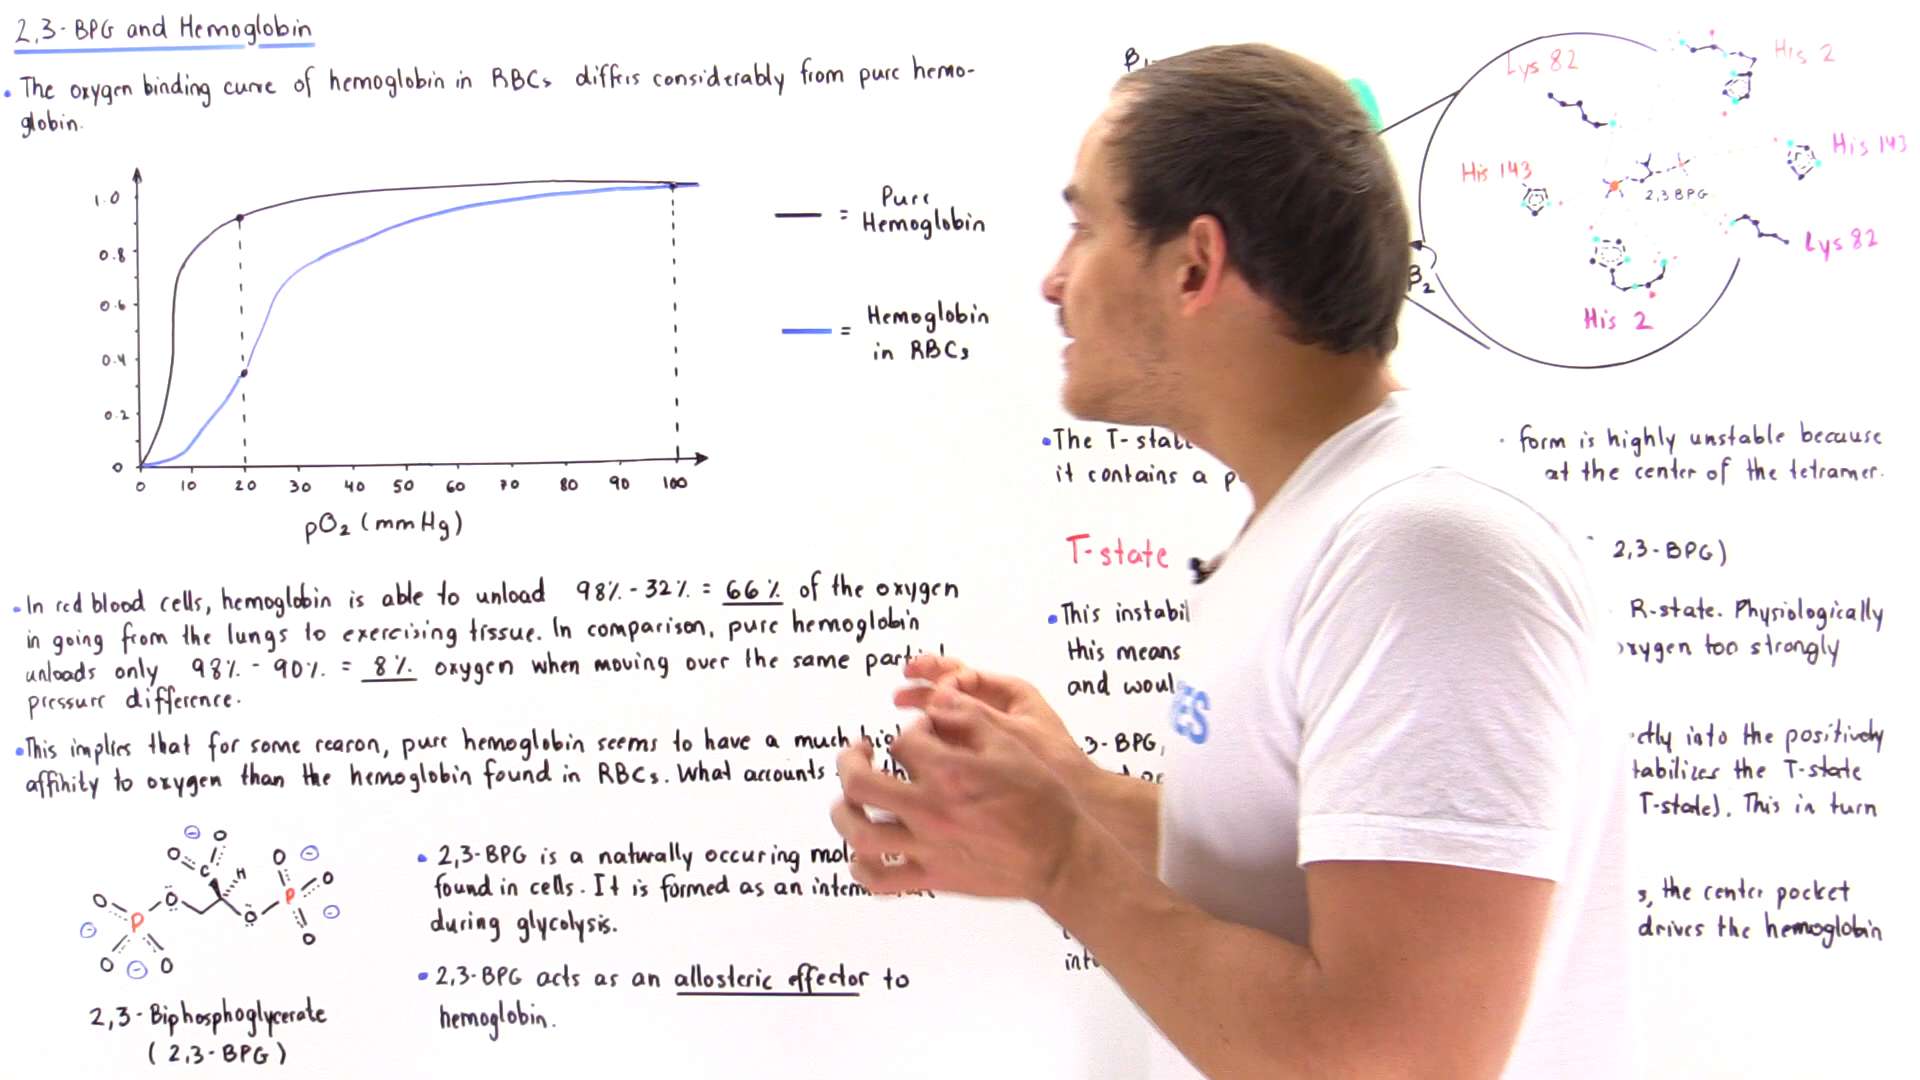 2,3-BPG and Hemoglobin
• The oxygen binding curve of hemoglobin in RBCs differs considerably from pure hemo-
globin.
1.0
0.8
0.6
0.4
0.2
0
0 10 20 30 40 50 60 70 80 90 100
pO2 (mmHg)
= Pure
Hemoglobin
= Hemoglobin
in RBCs
• In red blood cells, hemoglobin is able to unload 98% - 32% = 66% of the oxygen
in going from the lungs to exercising tissue. In comparison, pure hemoglobin
unloads only 98% - 90% = 8% oxygen when moving over the same
pressure difference.
• This implies that for some reason, pure hemoglobin seems to have a much
affinity to oxygen than the hemoglobin found in RBCs. What accounts
O O C H O P O O O
O P O O O
2,3-Biphosphoglycerate
(2,3-BPG)
• 2,3-BPG is a naturally occuring
found in cells. It is formed as an
during glycolysis.
• 2,3-BPG acts as an allosteric effector to
hemoglobin.
β1
β2
Lys 82
His 2
His 143
His 143
2,3 BPG
Lys 82
His 2
• The T-state form is highly unstable because
it contains a at the center of the tetramer.
T-state 2,3-BPG)
• This R-state. Physiologically
this means oxygen too strongly
and
3-BPG, into the positively
the T-state
T-state). This in turn
the center pocket
drives the hemoglobin
ES